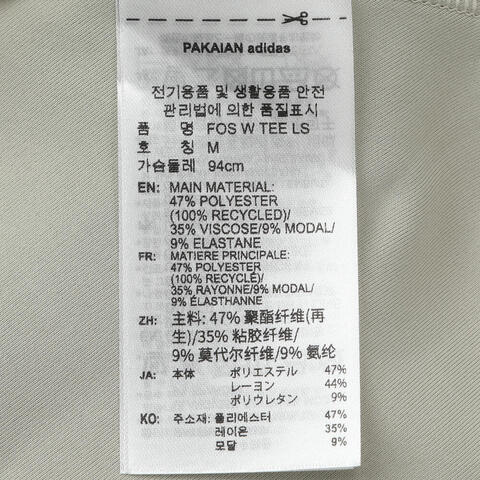 PAKAIAN adidas
전기용품 및 생활용품 안전
관리법에 의한 품질표시
품 명 FOS W TEE LS
호 칭 M
가슴둘레 94cm
EN: MAIN MATERIAL:
47% POLYESTER
(100% RECYCLED)/
35% VISCOSE/9% MODAL/
9% ELASTANE
FR: MATIERE PRINCIPALE:
47% POLYESTER
(100% RECYCLÉ)/
35% RAYONNE/9% MODAL/
9% ÉLASTHANNE
ZH: 主料: 47% 聚酯纤维(再
生)/35% 粘胶纤维/
9% 莫代尔纤维/9% 氨纶
JA: 本体 ポリエステル 47%
レーヨン 44%
ポリウレタン 9%
KO: 주소재: 폴리에스터 47%
레이온 35%
모달 9%